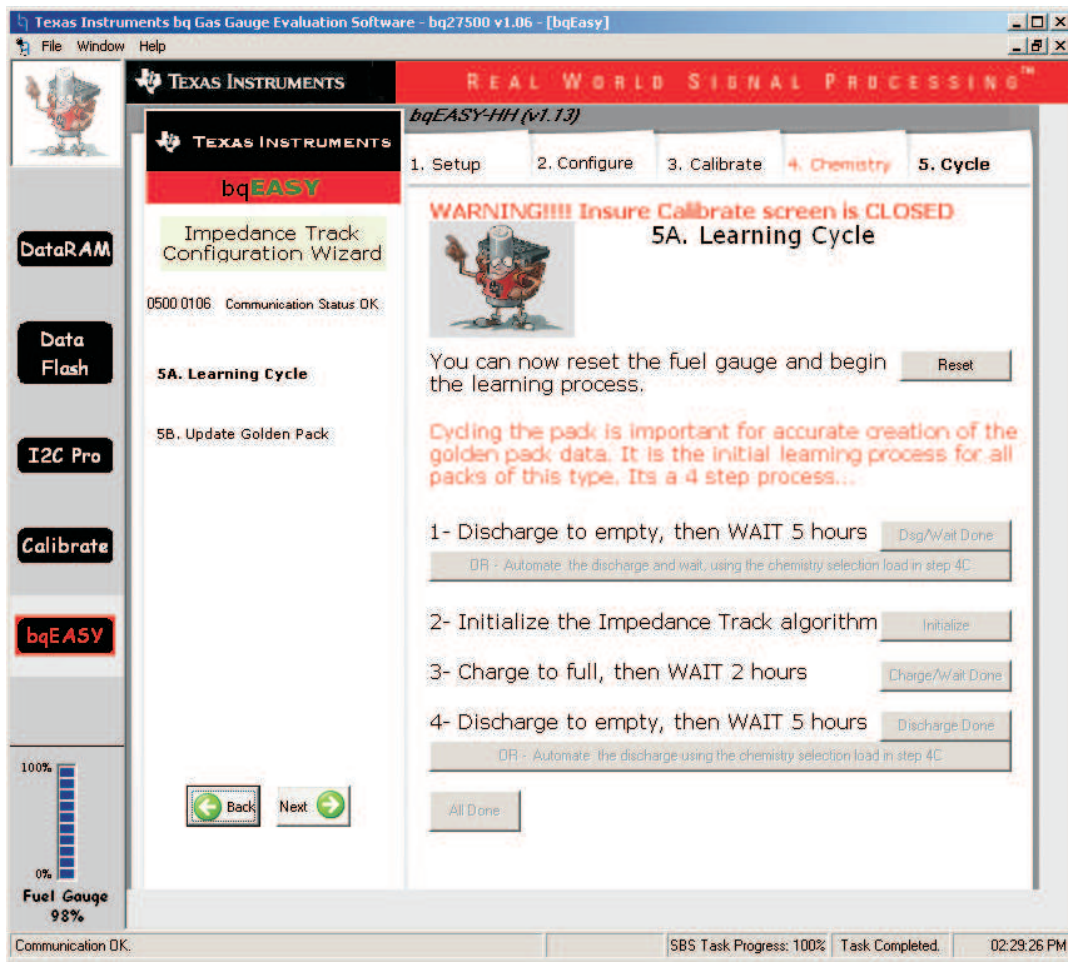 Texas Instruments bq Gas Gauge Evaluation Software - bq27500 v1.06 - [bqEasy]
File Window Help
TEXAS INSTRUMENTS
REAL WORLD SIGNAL PROCESSING™
bqEASY-HH (v1.13)
TEXAS INSTRUMENTS
bqEASY
1. Setup
2. Configure
3. Calibrate
4. Chemistry
5. Cycle
DataRAM
Data
Flash
I2C Pro
Calibrate
bqEASY
100%
0%
Fuel Gauge
98%
Impedance Track
Configuration Wizard
0500 0106 Communication Status OK
5A. Learning Cycle
5B. Update Golden Pack
Back
Next
WARNING!!!! Insure Calibrate screen is CLOSED
5A. Learning Cycle
You can now reset the fuel gauge and begin
the learning process.
Reset
Cycling the pack is important for accurate creation of the
golden pack data. It is the initial learning process for all
packs of this type. Its a 4 step process...
1- Discharge to empty, then WAIT 5 hours
Dsg/Wait Done
OR - Automate the discharge and wait, using the chemistry selection load in step 4C
2- Initialize the Impedance Track algorithm
Initialize
3- Charge to full, then WAIT 2 hours
Charge/Wait Done
4- Discharge to empty, then WAIT 5 hours
Discharge Done
OR - Automate the discharge using the chemistry selection load in step 4C
All Done
Communication OK.
SBS Task Progress: 100%
Task Completed.
02:29:26 PM